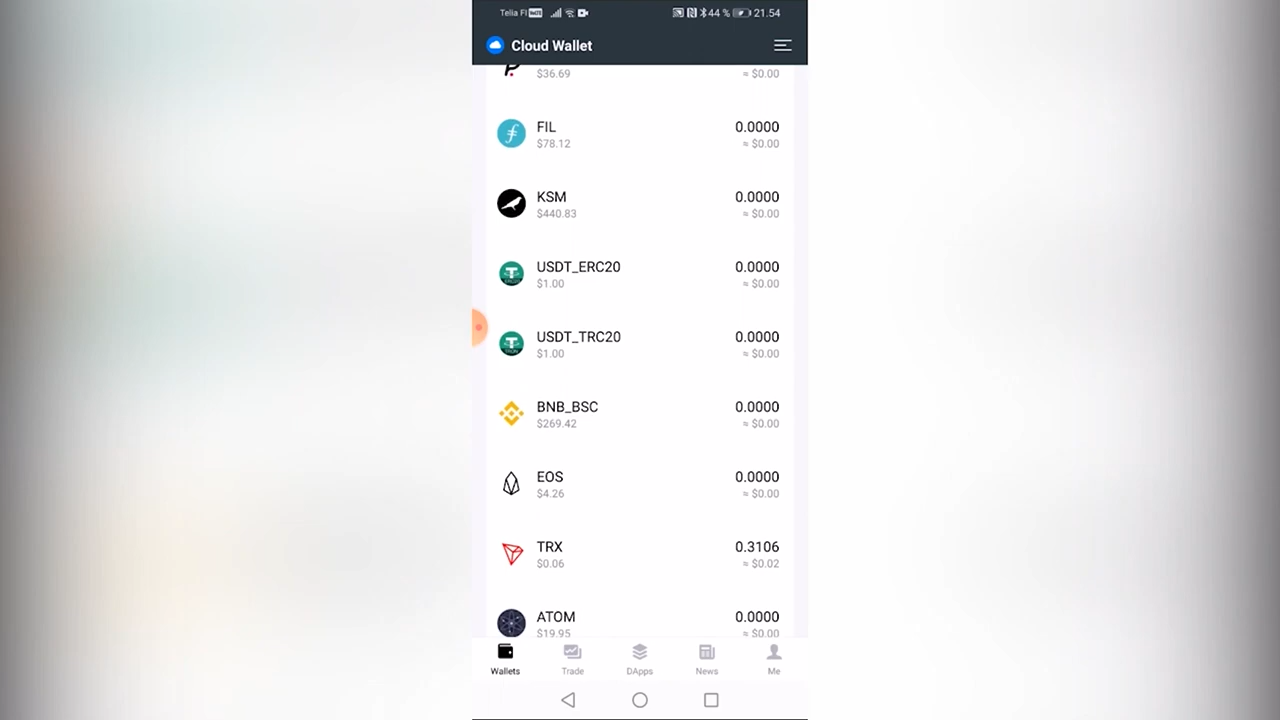 Telia FI VoLTE 44 % 21.54
Cloud Wallet
$36.69 ≈ $0.00
FIL 0.0000
$78.12 ≈ $0.00
KSM 0.0000
$440.83 ≈ $0.00
USDT_ERC20 0.0000
$1.00 ≈ $0.00
USDT_TRC20 0.0000
$1.00 ≈ $0.00
BNB_BSC 0.0000
$269.42 ≈ $0.00
EOS 0.0000
$4.26 ≈ $0.00
TRX 0.3106
$0.06 ≈ $0.02
ATOM 0.0000
$19.95 ≈ $0.00
Wallets Trade DApps News Me